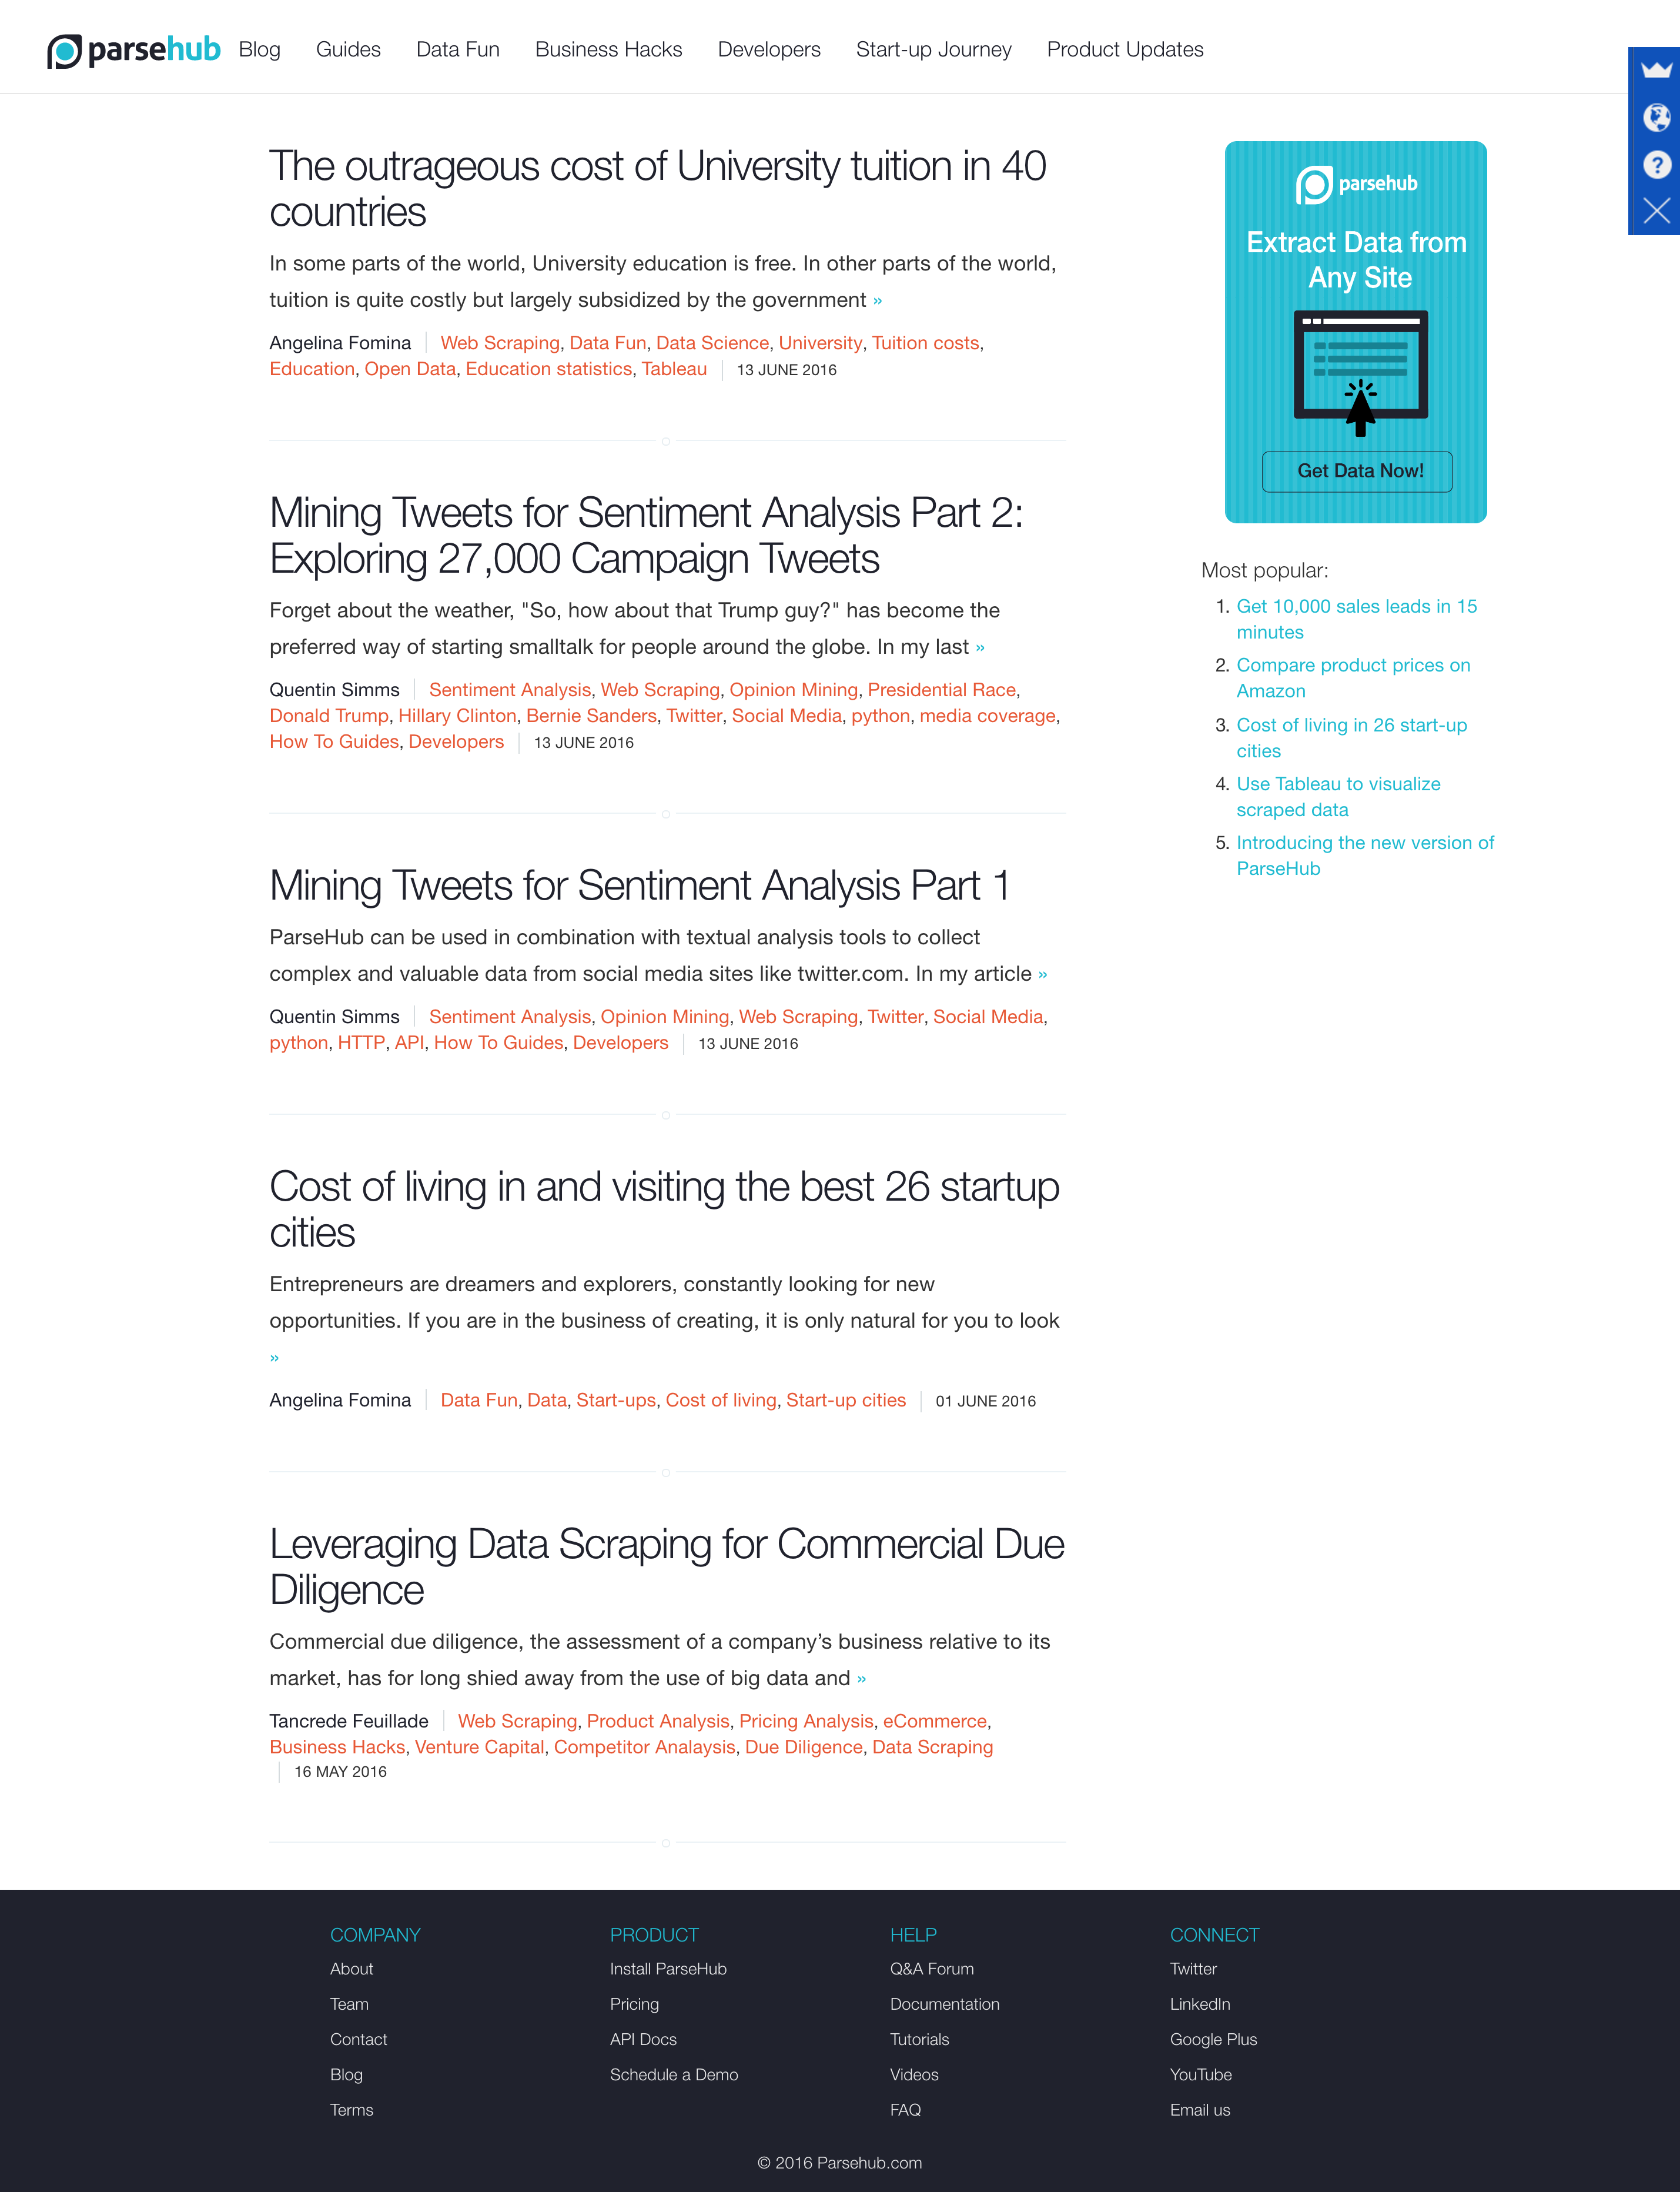 parsehub Blog Guides Data Fun Business Hacks Developers Start-up Journey Product Updates
The outrageous cost of University tuition in 40
countries
In some parts of the world, University education is free. In other parts of the world,
tuition is quite costly but largely subsidized by the government »
Angelina Fomina Web Scraping, Data Fun, Data Science, University, Tuition costs,
Education, Open Data, Education statistics, Tableau 13 JUNE 2016
Mining Tweets for Sentiment Analysis Part 2:
Exploring 27,000 Campaign Tweets
Forget about the weather, "So, how about that Trump guy?" has become the
preferred way of starting smalltalk for people around the globe. In my last »
Quentin Simms Sentiment Analysis, Web Scraping, Opinion Mining, Presidential Race,
Donald Trump, Hillary Clinton, Bernie Sanders, Twitter, Social Media, python, media coverage,
How To Guides, Developers 13 JUNE 2016
Mining Tweets for Sentiment Analysis Part 1
ParseHub can be used in combination with textual analysis tools to collect
complex and valuable data from social media sites like twitter.com. In my article »
Quentin Simms Sentiment Analysis, Opinion Mining, Web Scraping, Twitter, Social Media,
python, HTTP, API, How To Guides, Developers 13 JUNE 2016
Cost of living in and visiting the best 26 startup
cities
Entrepreneurs are dreamers and explorers, constantly looking for new
opportunities. If you are in the business of creating, it is only natural for you to look
»
Angelina Fomina Data Fun, Data, Start-ups, Cost of living, Start-up cities 01 JUNE 2016
Leveraging Data Scraping for Commercial Due
Diligence
Commercial due diligence, the assessment of a company’s business relative to its
market, has for long shied away from the use of big data and »
Tancrede Feuillade Web Scraping, Product Analysis, Pricing Analysis, eCommerce,
Business Hacks, Venture Capital, Competitor Analaysis, Due Diligence, Data Scraping
16 MAY 2016
parsehub
Extract Data from
Any Site
Get Data Now!
Most popular:
1. Get 10,000 sales leads in 15
minutes
2. Compare product prices on
Amazon
3. Cost of living in 26 start-up
cities
4. Use Tableau to visualize
scraped data
5. Introducing the new version of
ParseHub
?
COMPANY
About
Team
Contact
Blog
Terms
PRODUCT
Install ParseHub
Pricing
API Docs
Schedule a Demo
HELP
Q&A Forum
Documentation
Tutorials
Videos
FAQ
CONNECT
Twitter
LinkedIn
Google Plus
YouTube
Email us
© 2016 Parsehub.com